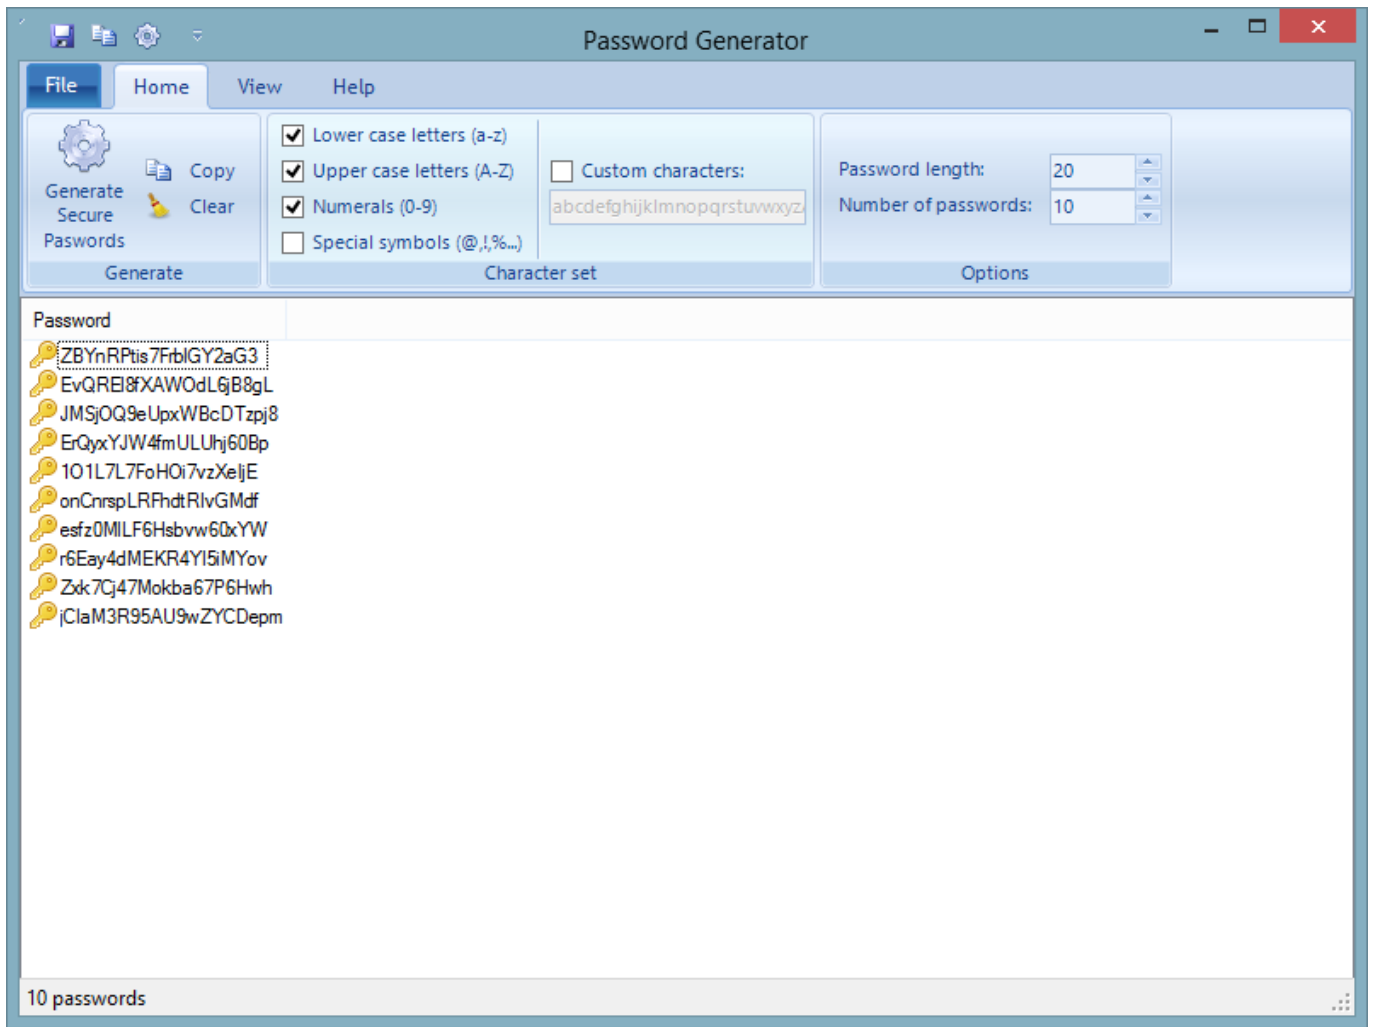 Password Generator
File Home View Help
Generate Secure Paswords
Copy
Clear
Generate
Lower case letters (a-z)
Upper case letters (A-Z)
Numerals (0-9)
Special symbols (@,!,%...)
Custom characters:
abcdefghijklmnopqrstuvwxyz
Character set
Password length: 20
Number of passwords: 10
Options
Password
ZBYnRPtis7FrblGY2aG3
EvQREl8fXAWOdL6jB8gL
JMSjOQ9eUpxWBcDTzpj8
ErQyxYJW4fmULUhj60Bp
1O1L7L7FoHOi7vzXeIjE
onCnrspLRFhdtRlvGMdf
esfz0MILF6Hsbvw60xYW
r6Eay4dMEKR4YI5iMYov
Zxk7Cj47Mokba67P6Hwh
jClaM3R95AU9wZYCDepm
10 passwords